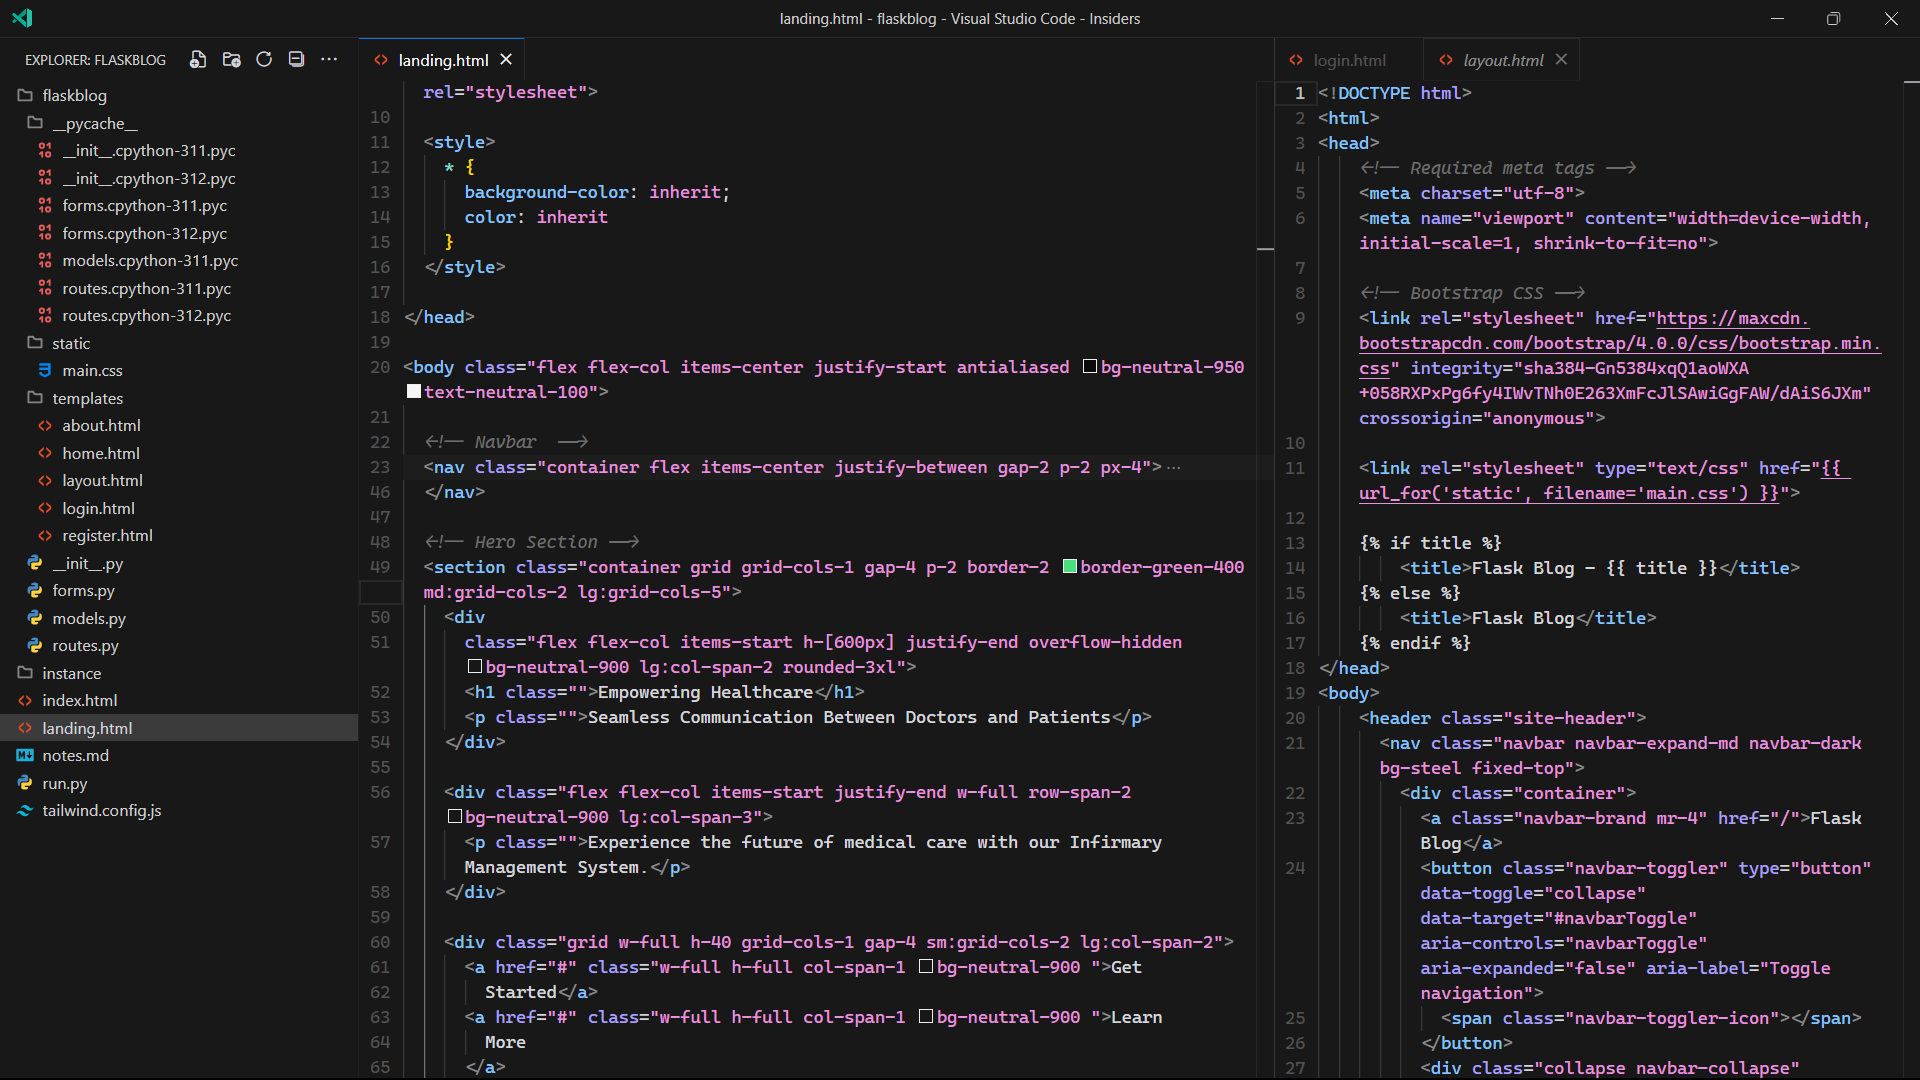 landing.html - flaskblog - Visual Studio Code - Insiders
EXPLORER: FLASKBLOG
flaskblog
__pycache__
__init__.cpython-311.pyc
__init__.cpython-312.pyc
forms.cpython-311.pyc
forms.cpython-312.pyc
models.cpython-311.pyc
routes.cpython-311.pyc
routes.cpython-312.pyc
static
main.css
templates
about.html
home.html
layout.html
login.html
register.html
__init__.py
forms.py
models.py
routes.py
instance
index.html
landing.html
notes.md
run.py
tailwind.config.js
landing.html
rel="stylesheet">
10
11 <style>
12 * {
13 background-color: inherit;
14 color: inherit
15 }
16 </style>
17
18 </head>
19
20 <body class="flex flex-col items-center justify-start antialiased bg-neutral-950
text-neutral-100">
21
22 <!-- Navbar -->
23 <nav class="container flex items-center justify-between gap-2 p-2 px-4"> ···
46 </nav>
47
48 <!-- Hero Section -->
49 <section class="container grid grid-cols-1 gap-4 p-2 border-2 border-green-400
md:grid-cols-2 lg:grid-cols-5">
50 <div
51 class="flex flex-col items-start h-[600px] justify-end overflow-hidden
bg-neutral-900 lg:col-span-2 rounded-3xl">
52 <h1 class="">Empowering Healthcare</h1>
53 <p class="">Seamless Communication Between Doctors and Patients</p>
54 </div>
55
56 <div class="flex flex-col items-start justify-end w-full row-span-2
bg-neutral-900 lg:col-span-3">
57 <p class="">Experience the future of medical care with our Infirmary
Management System.</p>
58 </div>
59
60 <div class="grid w-full h-40 grid-cols-1 gap-4 sm:grid-cols-2 lg:col-span-2">
61 <a href="#" class="w-full h-full col-span-1 bg-neutral-900 ">Get
62 Started</a>
63 <a href="#" class="w-full h-full col-span-1 bg-neutral-900 ">Learn
64 More
65 </a>
login.html
layout.html
1 <!DOCTYPE html>
2 <html>
3 <head>
4 <!-- Required meta tags -->
5 <meta charset="utf-8">
6 <meta name="viewport" content="width=device-width,
initial-scale=1, shrink-to-fit=no">
7
8 <!-- Bootstrap CSS -->
9 <link rel="stylesheet" href="https://maxcdn.
bootstrapcdn.com/bootstrap/4.0.0/css/bootstrap.min.
css" integrity="sha384-Gn5384xqQ1aoWXA
+058RXPxPg6fy4IWvTNh0E263XmFcJlSAwiGgFAW/dAiS6JXm"
crossorigin="anonymous">
10
11 <link rel="stylesheet" type="text/css" href="{{
url_for('static', filename='main.css') }}">
12
13 {% if title %}
14 <title>Flask Blog - {{ title }}</title>
15 {% else %}
16 <title>Flask Blog</title>
17 {% endif %}
18 </head>
19 <body>
20 <header class="site-header">
21 <nav class="navbar navbar-expand-md navbar-dark
bg-steel fixed-top">
22 <div class="container">
23 <a class="navbar-brand mr-4" href="/">Flask
Blog</a>
24 <button class="navbar-toggler" type="button"
data-toggle="collapse"
data-target="#navbarToggle"
aria-controls="navbarToggle"
aria-expanded="false" aria-label="Toggle
navigation">
25 <span class="navbar-toggler-icon"></span>
26 </button>
27 <div class="collapse navbar-collapse"